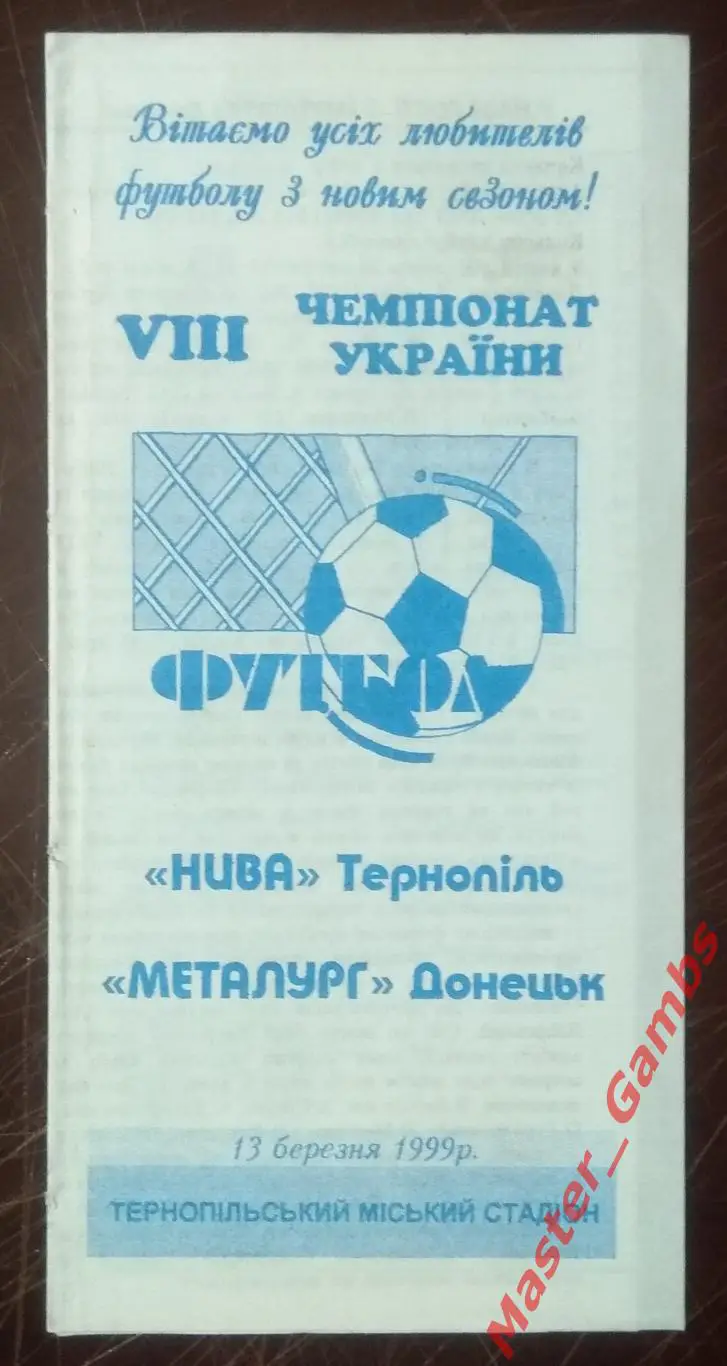 Вітаємо усіх любителів
футболу з новим сезоном!
VIII ЧЕМПІОНАТ
УКРАЇНИ
ФУТБОЛ
«НИВА» Тернопіль
«МЕТАЛУРГ» Донецьк
13 березня 1999р.
ТЕРНОПІЛЬСЬКИЙ МІСЬКИЙ СТАДІОН
Master_Gambs